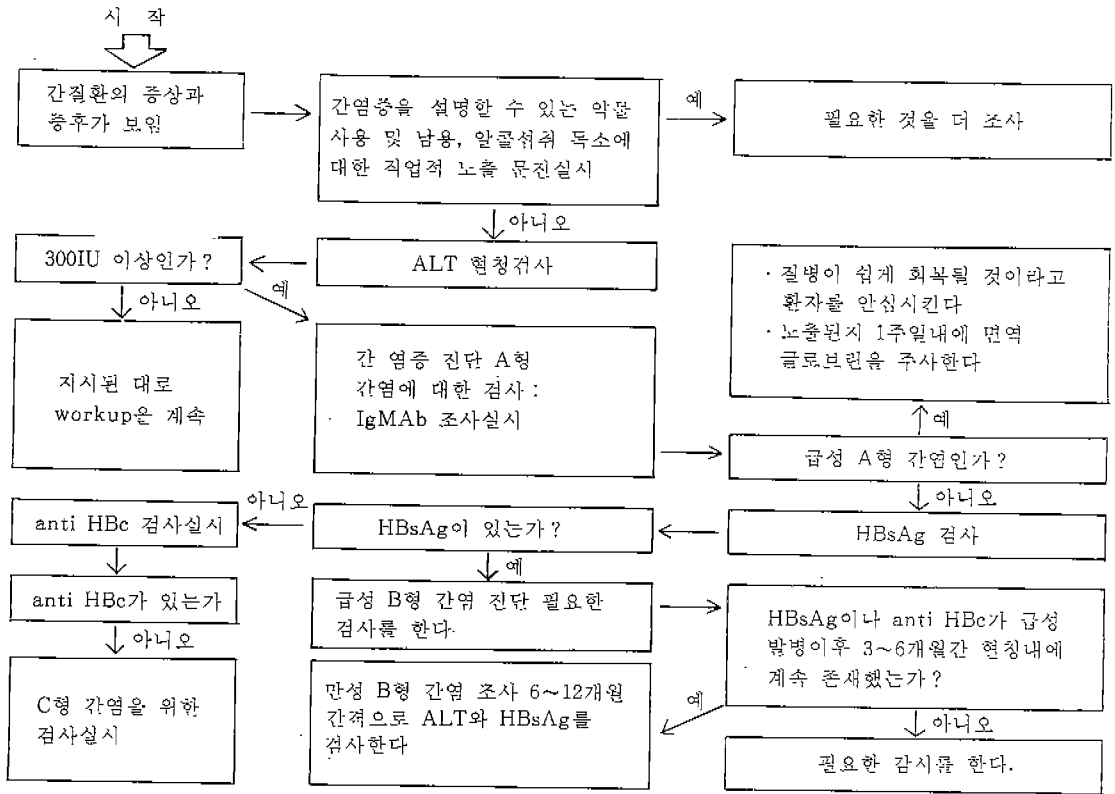 시 작
간질환의 증상과
증후가 보임
간염증을 설명할 수 있는 약물
사용 및 남용, 알콜섭취 독소에
대한 직업적 노출 문진실시
예
필요한 것을 더 조사
아니오
300IU 이상인가?
ALT 혈청검사
아니오
예
· 질병이 쉽게 회복될 것이라고
환자를 안심시킨다
· 노출된지 1주일내에 면역
글로브린을 주사한다
지시된 대로
workup은 계속
간 염증 진단 A형
간염에 대한 검사 :
IgMAb 조사실시
예
급성 A형 간염인가?
아니오
anti HBc 검사실시
아니오
HBsAg이 있는가?
HBsAg 검사
예
anti HBc가 있는가
급성 B형 간염 진단 필요한
검사를 한다.
HBsAg이나 anti HBc가 급성
발병이후 3~6개월간 혈청내에
계속 존재했는가?
아니오
C형 간염을 위한
검사실시
만성 B형 간염 조사 6~12개월
간격으로 ALT와 HBsAg를
검사한다
예
아니오
필요한 감시를 한다.